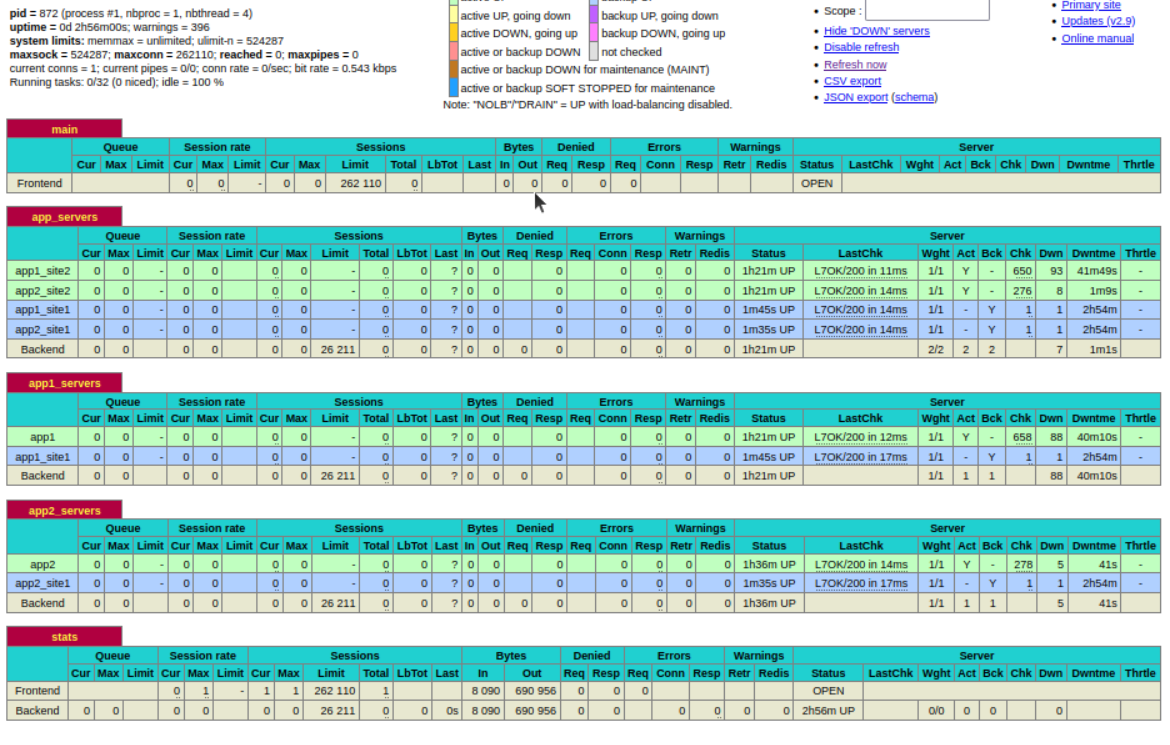 pid = 872 (process #1, nbproc = 1, nbthread = 4)
uptime = 0d 2h56m00s; warnings = 396
system limits: memmax = unlimited; ulimit-n = 524287
maxsock = 524287; maxconn = 262110; reached = 0; maxpipes = 0
current conns = 1; current pipes = 0/0; conn rate = 0/sec; bit rate = 0.543 kbps
Running tasks: 0/32 (0 niced); idle = 100 %
active UP, going down backup UP, going down
active DOWN, going up backup DOWN, going up
active or backup DOWN not checked
active or backup DOWN for maintenance (MAINT)
active or backup SOFT STOPPED for maintenance
Note: "NOLB"/"DRAIN" = UP with load-balancing disabled.
Scope :
Hide 'DOWN' servers
Disable refresh
Refresh now
CSV export
JSON export (schema)
Primary site
Updates (v2.9)
Online manual
main
Queue Session rate Sessions Bytes Denied Errors Warnings Server
Cur Max Limit Cur Max Limit Cur Max Limit Total LbTot Last In Out Req Resp Req Conn Resp Retr Redis Status LastChk Wght Act Bck Chk Dwn Dwntme Thrtle
Frontend 0 0 - 0 0 262 110 0 0 0 0 0 0 OPEN
app_servers
Queue Session rate Sessions Bytes Denied Errors Warnings Server
Cur Max Limit Cur Max Limit Cur Max Limit Total LbTot Last In Out Req Resp Req Conn Resp Retr Redis Status LastChk Wght Act Bck Chk Dwn Dwntme Thrtle
app1_site2 0 0 - 0 0 0 0 - 0 0 ? 0 0 0 0 0 0 0 1h21m UP L7OK/200 in 11ms 1/1 Y - 650 93 41m49s -
app2_site2 0 0 - 0 0 0 0 - 0 0 ? 0 0 0 0 0 0 0 1h21m UP L7OK/200 in 14ms 1/1 Y - 276 8 1m9s -
app1_site1 0 0 - 0 0 0 0 - 0 0 ? 0 0 0 0 0 0 0 1m45s UP L7OK/200 in 14ms 1/1 - Y 1 1 2h54m -
app2_site1 0 0 - 0 0 0 0 - 0 0 ? 0 0 0 0 0 0 0 1m35s UP L7OK/200 in 14ms 1/1 - Y 1 1 2h54m -
Backend 0 0 0 0 0 0 26 211 0 0 ? 0 0 0 0 0 0 0 0 1h21m UP 2/2 2 2 7 1m1s
app1_servers
Queue Session rate Sessions Bytes Denied Errors Warnings Server
Cur Max Limit Cur Max Limit Cur Max Limit Total LbTot Last In Out Req Resp Req Conn Resp Retr Redis Status LastChk Wght Act Bck Chk Dwn Dwntme Thrtle
app1 0 0 - 0 0 0 0 - 0 0 ? 0 0 0 0 0 0 0 1h21m UP L7OK/200 in 12ms 1/1 Y - 658 88 40m10s -
app1_site1 0 0 - 0 0 0 0 - 0 0 ? 0 0 0 0 0 0 0 1m45s UP L7OK/200 in 17ms 1/1 - Y 1 1 2h54m -
Backend 0 0 0 0 0 0 26 211 0 0 ? 0 0 0 0 0 0 0 0 1h21m UP 1/1 1 1 88 40m10s
app2_servers
Queue Session rate Sessions Bytes Denied Errors Warnings Server
Cur Max Limit Cur Max Limit Cur Max Limit Total LbTot Last In Out Req Resp Req Conn Resp Retr Redis Status LastChk Wght Act Bck Chk Dwn Dwntme Thrtle
app2 0 0 - 0 0 0 0 - 0 0 ? 0 0 0 0 0 0 0 1h36m UP L7OK/200 in 14ms 1/1 Y - 278 5 41s -
app2_site1 0 0 - 0 0 0 0 - 0 0 ? 0 0 0 0 0 0 0 1m35s UP L7OK/200 in 17ms 1/1 - Y 1 1 2h54m -
Backend 0 0 0 0 0 0 26 211 0 0 ? 0 0 0 0 0 0 0 0 1h36m UP 1/1 1 1 5 41s
stats
Queue Session rate Sessions Bytes Denied Errors Warnings Server
Cur Max Limit Cur Max Limit Cur Max Limit Total LbTot Last In Out Req Resp Req Conn Resp Retr Redis Status LastChk Wght Act Bck Chk Dwn Dwntme Thrtle
Frontend 0 1 - 1 1 262 110 1 8 090 690 956 0 0 0 OPEN
Backend 0 0 0 0 0 0 26 211 0 0 0s 8 090 690 956 0 0 0 0 0 0 2h56m UP 0/0 0 0 0